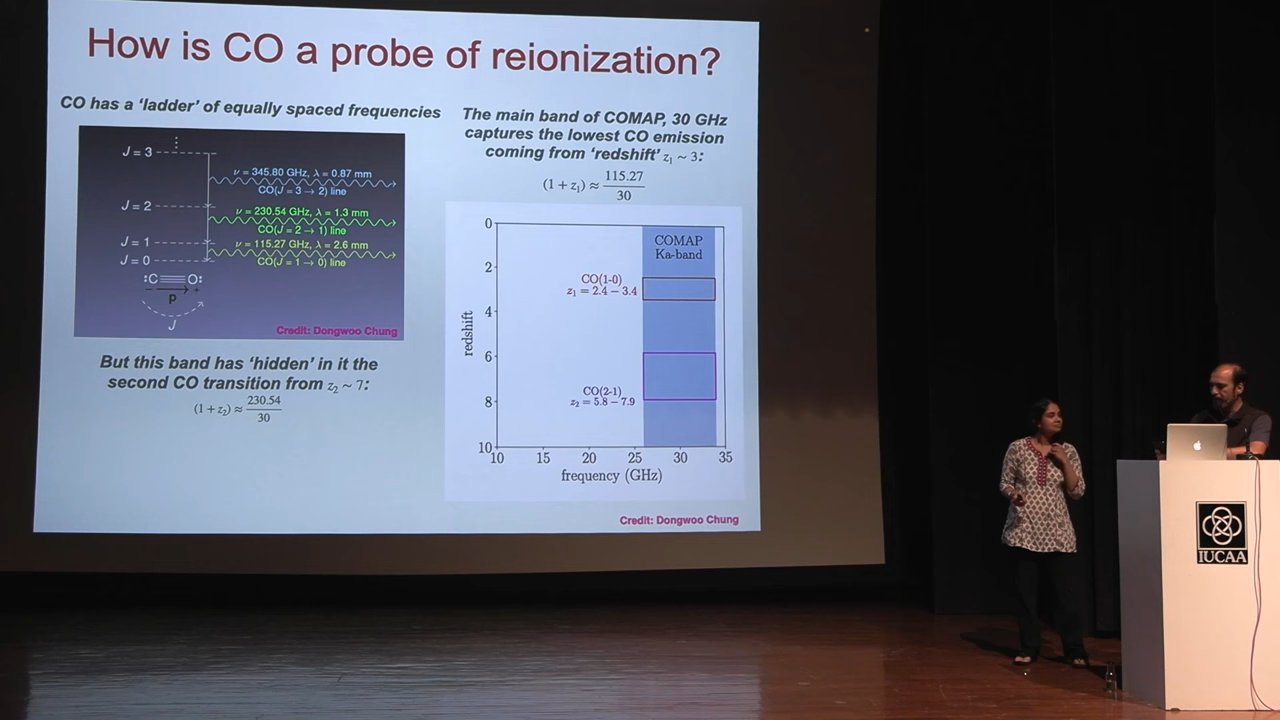 How is CO a probe of reionization?
CO has a ‘ladder’ of equally spaced frequencies
J = 3
ν = 345.80 GHz, λ = 0.87 mm
CO(J = 3 → 2) line
J = 2
ν = 230.54 GHz, λ = 1.3 mm
CO(J = 2 → 1) line
J = 1
ν = 115.27 GHz, λ = 2.6 mm
J = 0
CO(J = 1 → 0) line
:C≡O:
p
J
Credit: Dongwoo Chung
But this band has ‘hidden’ in it the
second CO transition from z₂ ~ 7:
(1 + z₂) ≈ 230.54 / 30
The main band of COMAP, 30 GHz
captures the lowest CO emission
coming from ‘redshift’ z₁ ~ 3:
(1 + z₁) ≈ 115.27 / 30
COMAP
Ka-band
CO(1-0)
z₁ = 2.4 – 3.4
CO(2-1)
z₂ = 5.8 – 7.9
redshift
0
2
4
6
8
10
10 15 20 25 30 35
frequency (GHz)
Credit: Dongwoo Chung
IUCAA